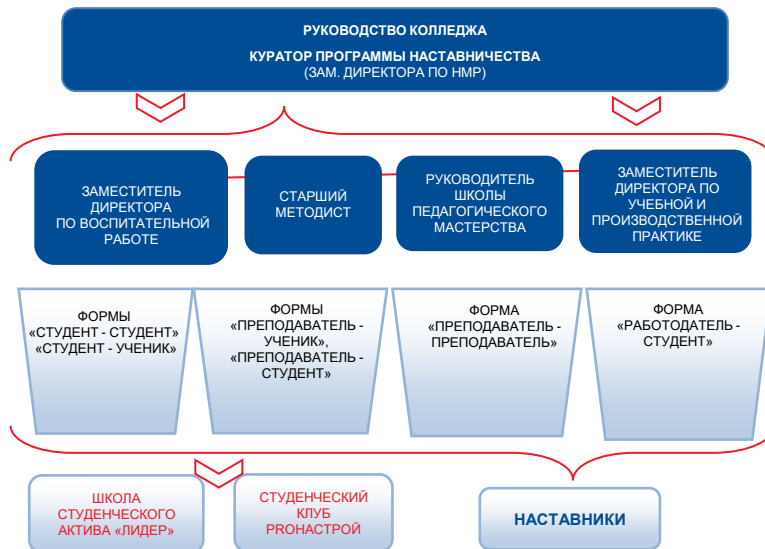 РУКОВОДСТВО КОЛЛЕДЖА
КУРАТОР ПРОГРАММЫ НАСТАВНИЧЕСТВА
(ЗАМ. ДИРЕКТОРА ПО НМР)
ЗАМЕСТИТЕЛЬ
ДИРЕКТОРА
ПО ВОСПИТАТЕЛЬНОЙ
РАБОТЕ
СТАРШИЙ
МЕТОДИСТ
РУКОВОДИТЕЛЬ
ШКОЛЫ
ПЕДАГОГИЧЕСКОГО
МАСТЕРСТВА
ЗАМЕСТИТЕЛЬ
ДИРЕКТОРА ПО
УЧЕБНОЙ И
ПРОИЗВОДСТВЕННОЙ
ПРАКТИКЕ
ФОРМЫ
«СТУДЕНТ - СТУДЕНТ»
«СТУДЕНТ - УЧЕНИК»
ФОРМЫ
«ПРЕПОДАВАТЕЛЬ -
УЧЕНИК»,
«ПРЕПОДАВАТЕЛЬ -
СТУДЕНТ»
ФОРМА
«ПРЕПОДАВАТЕЛЬ -
ПРЕПОДАВАТЕЛЬ»
ФОРМА
«РАБОТОДАТЕЛЬ -
СТУДЕНТ»
ШКОЛА
СТУДЕНЧЕСКОГО
АКТИВА «ЛИДЕР»
СТУДЕНЧЕСКИЙ
КЛУБ
PROНАСТРОЙ
НАСТАВНИКИ